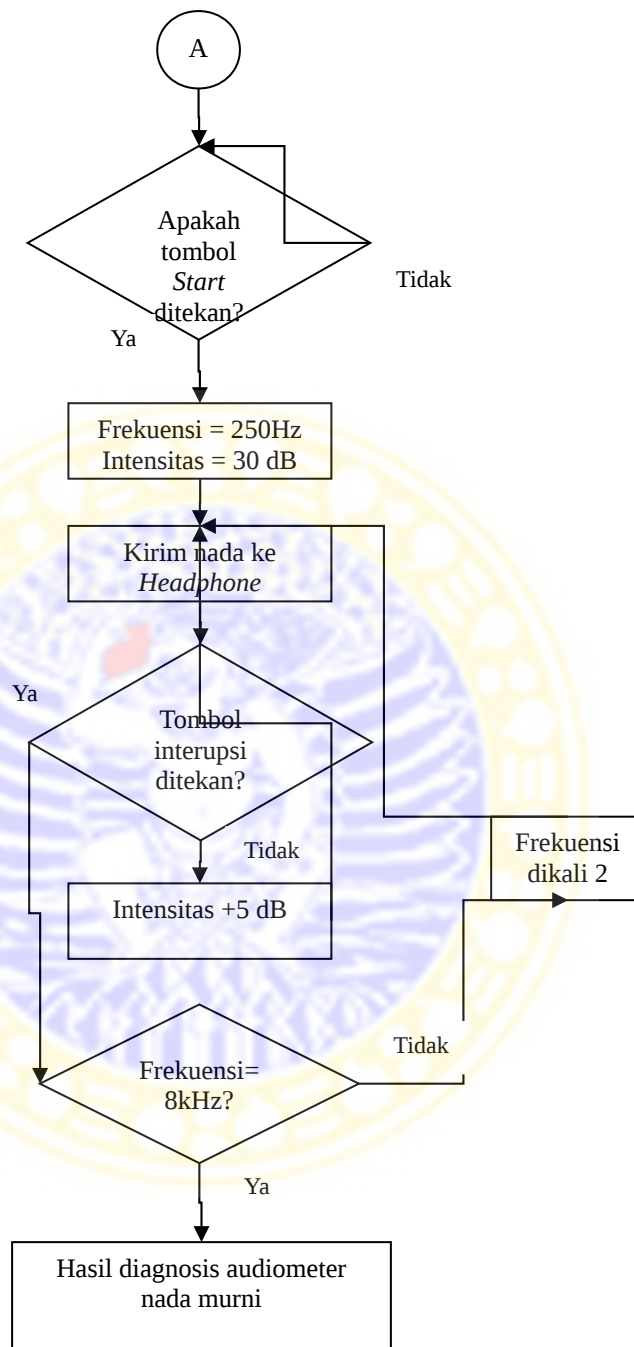 A
Apakah
tombol
Start
ditekan?
Tidak
Ya
Frekuensi = 250Hz
Intensitas = 30 dB
Kirim nada ke
Headphone
Ya
Tombol
interupsi
ditekan?
Tidak
Frekuensi
dikali 2
Intensitas +5 dB
Tidak
Frekuensi=
8kHz?
Ya
Hasil diagnosis audiometer
nada murni